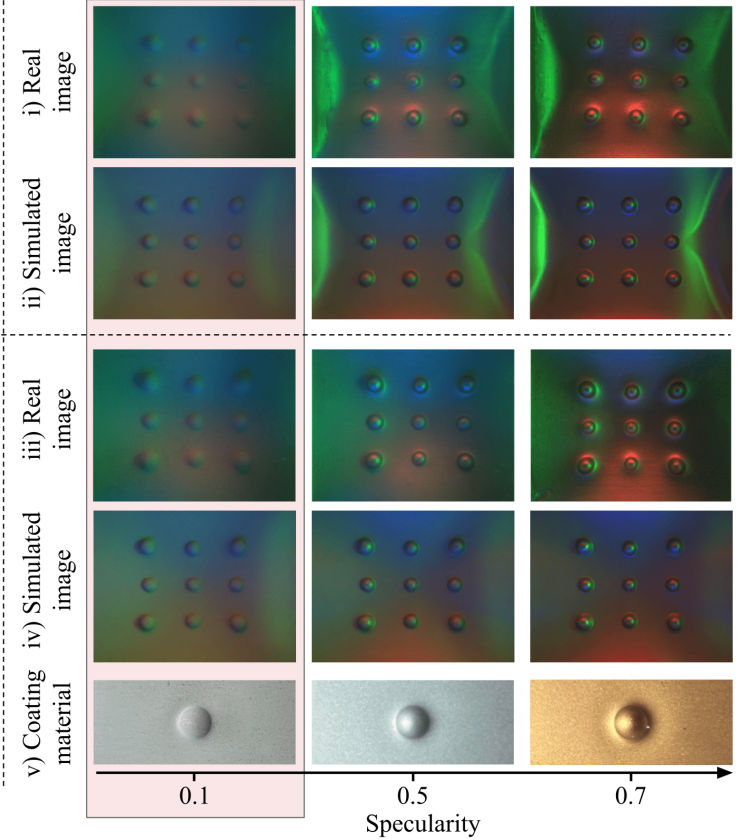 i) Real
image
ii) Simulated
image
iii) Real
image
iv) Simulated
image
v) Coating
material
0.1
0.5
0.7
Specularity